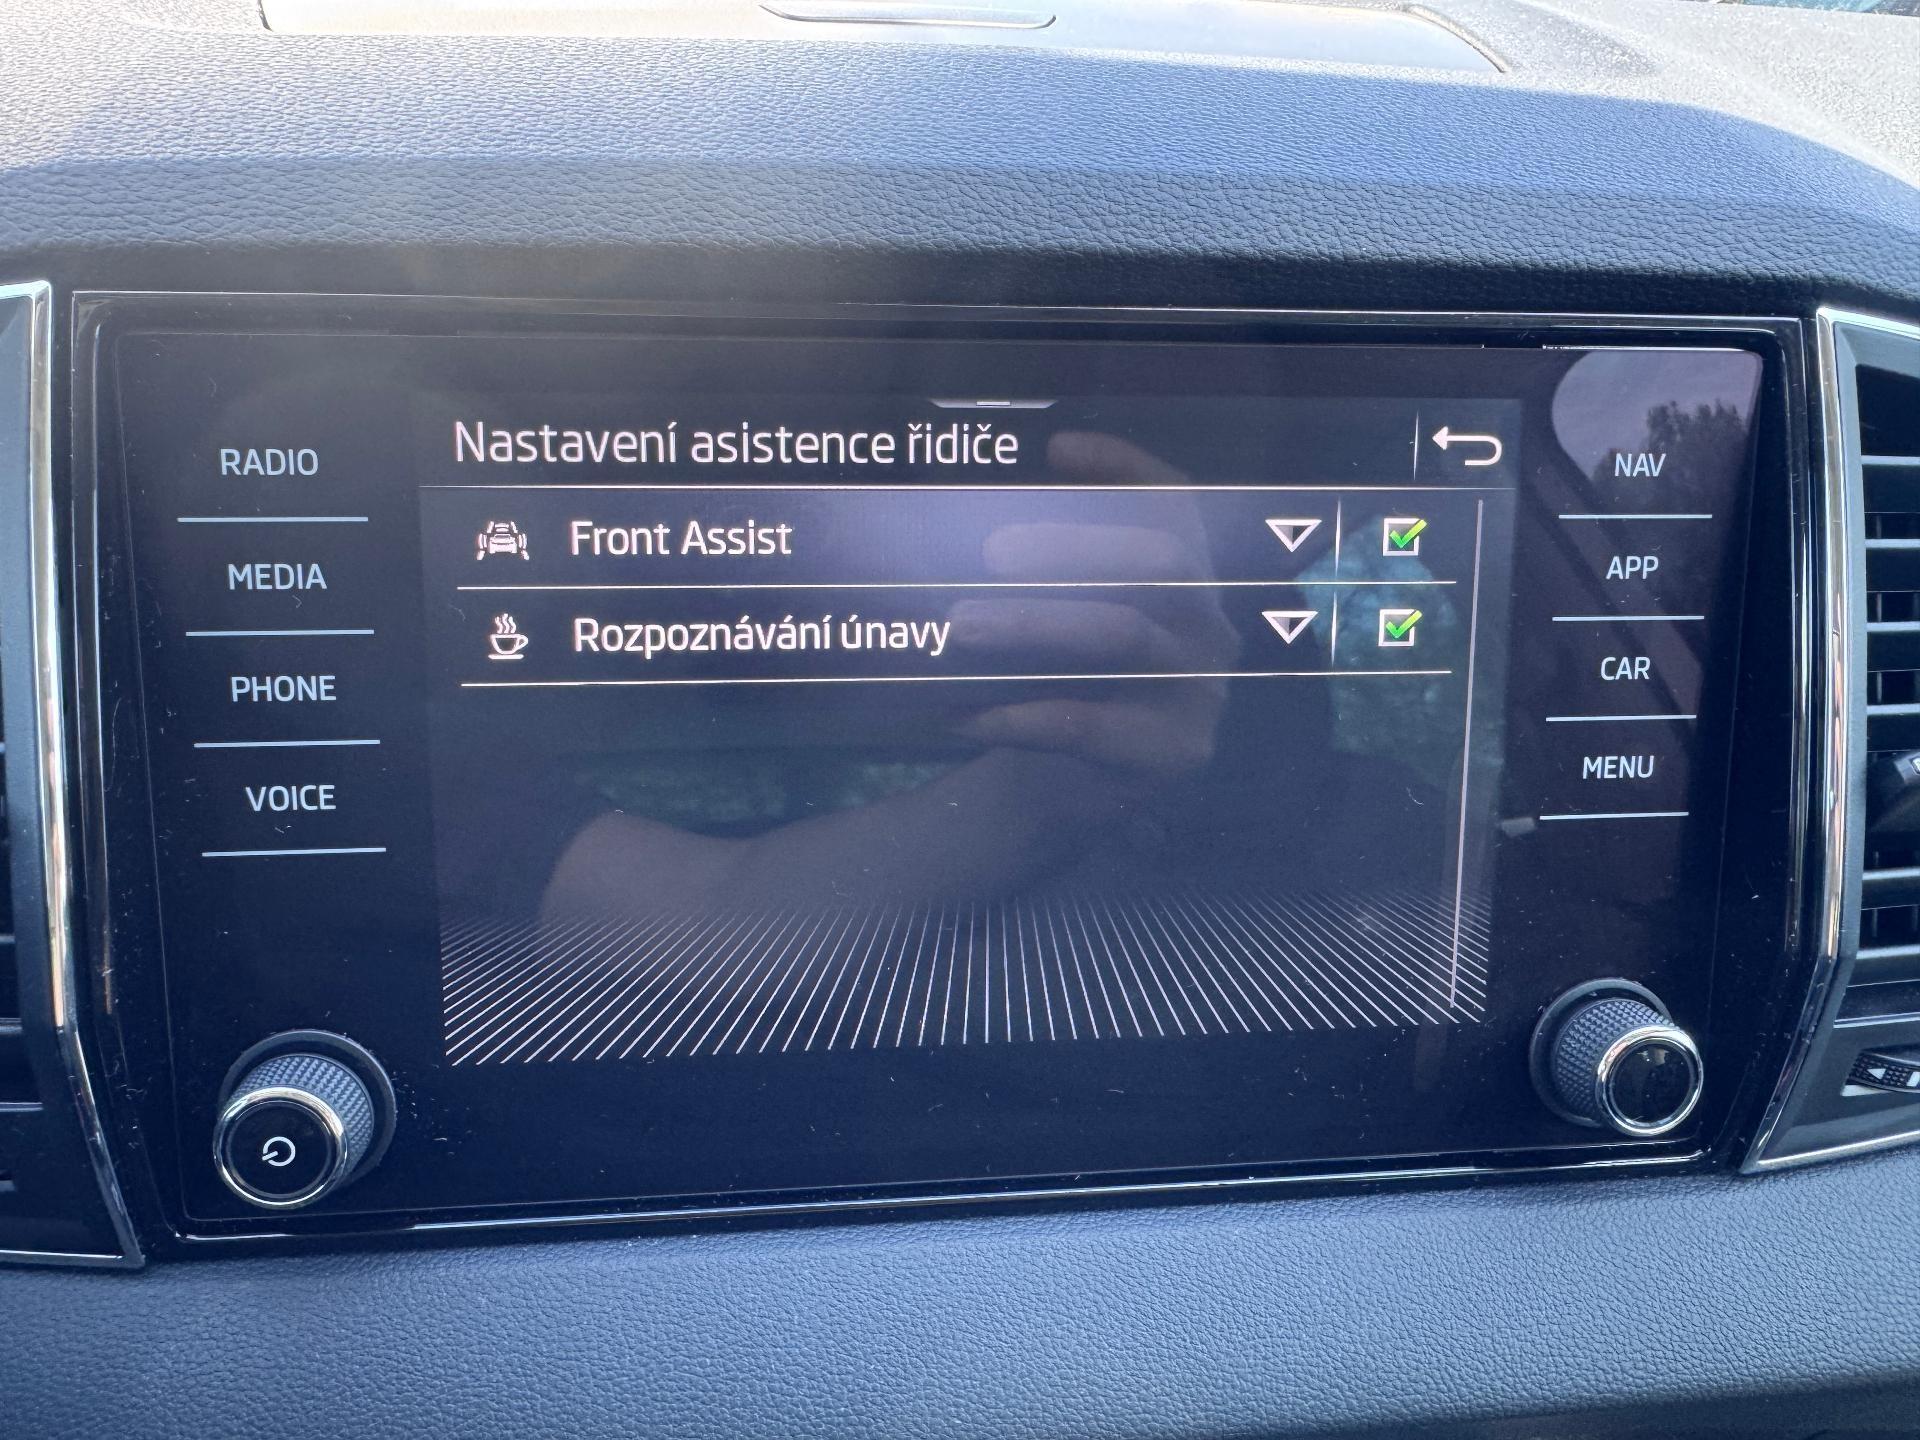 Nastavení asistence řidiče
Front Assist
Rozpoznávání únavy
RADIO
MEDIA
PHONE
VOICE
NAV
APP
CAR
MENU